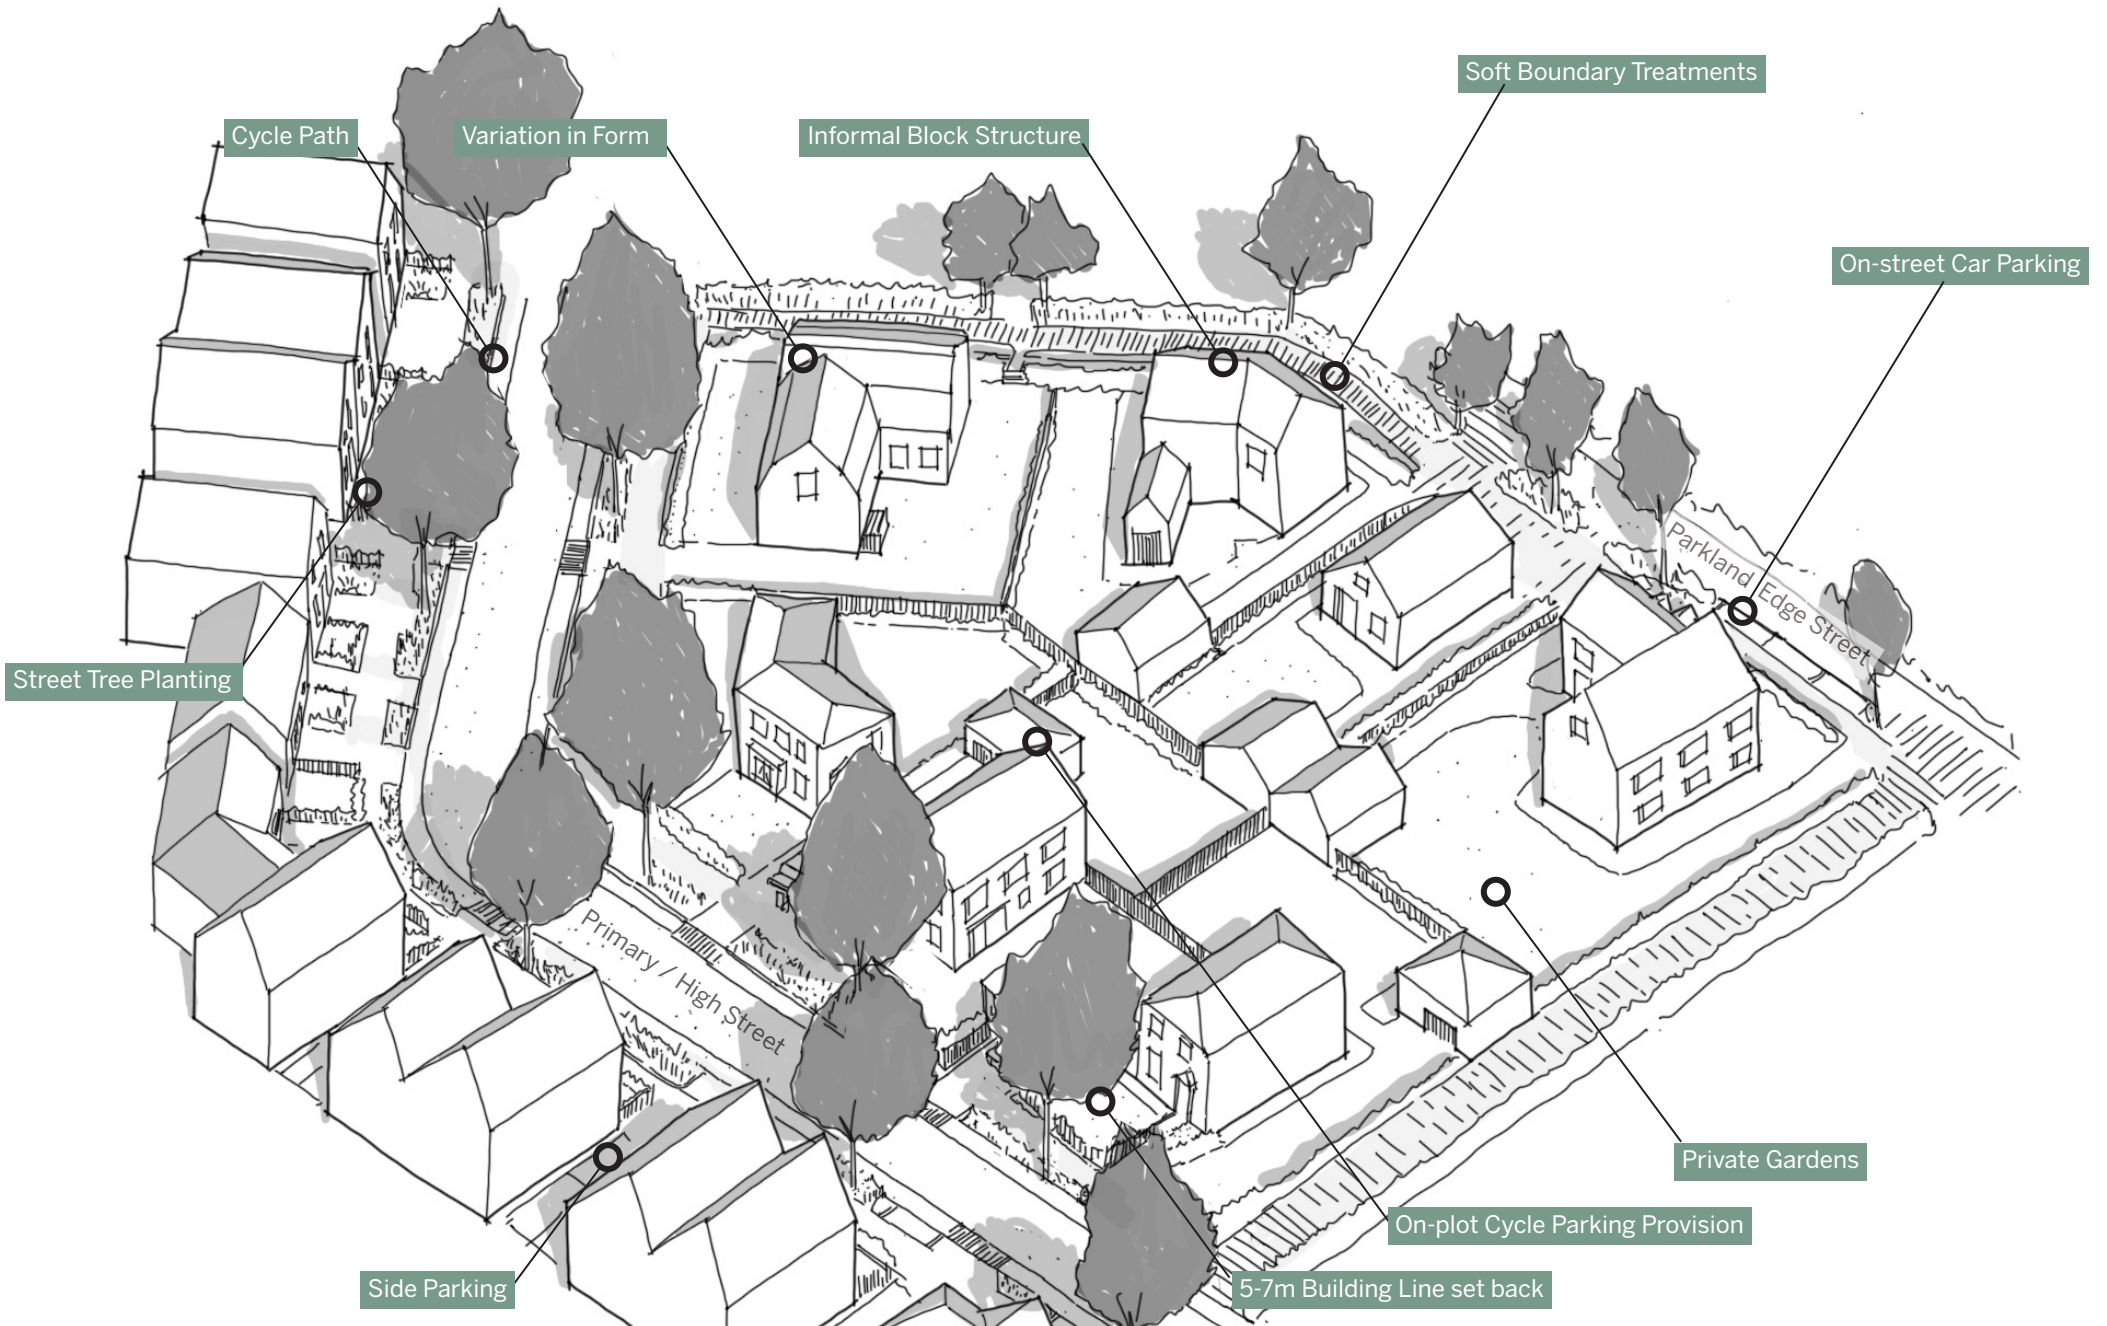 Soft Boundary Treatments
Cycle Path
Variation in Form
Informal Block Structure
On-street Car Parking
Parkland Edge Street
Street Tree Planting
Primary / High Street
Private Gardens
On-plot Cycle Parking Provision
Side Parking
5-7m Building Line set back